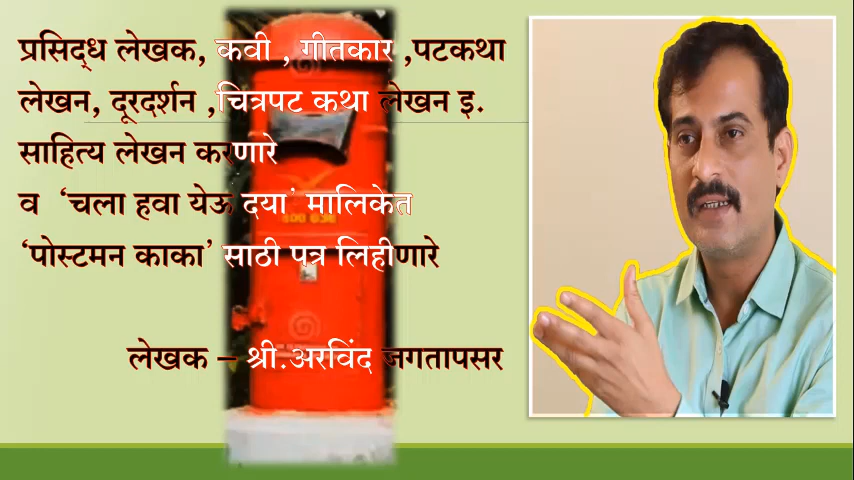 प्रसिद्ध लेखक, कवी , गीतकार ,पटकथा
लेखन, दूरदर्शन ,चित्रपट कथा लेखन इ.
साहित्य लेखन करणारे
व ‘चला हवा येऊ दया’ मालिकेत
‘पोस्टमन काका’ साठी पत्र लिहीणारे
लेखक – श्री.अरविंद जगतापसर